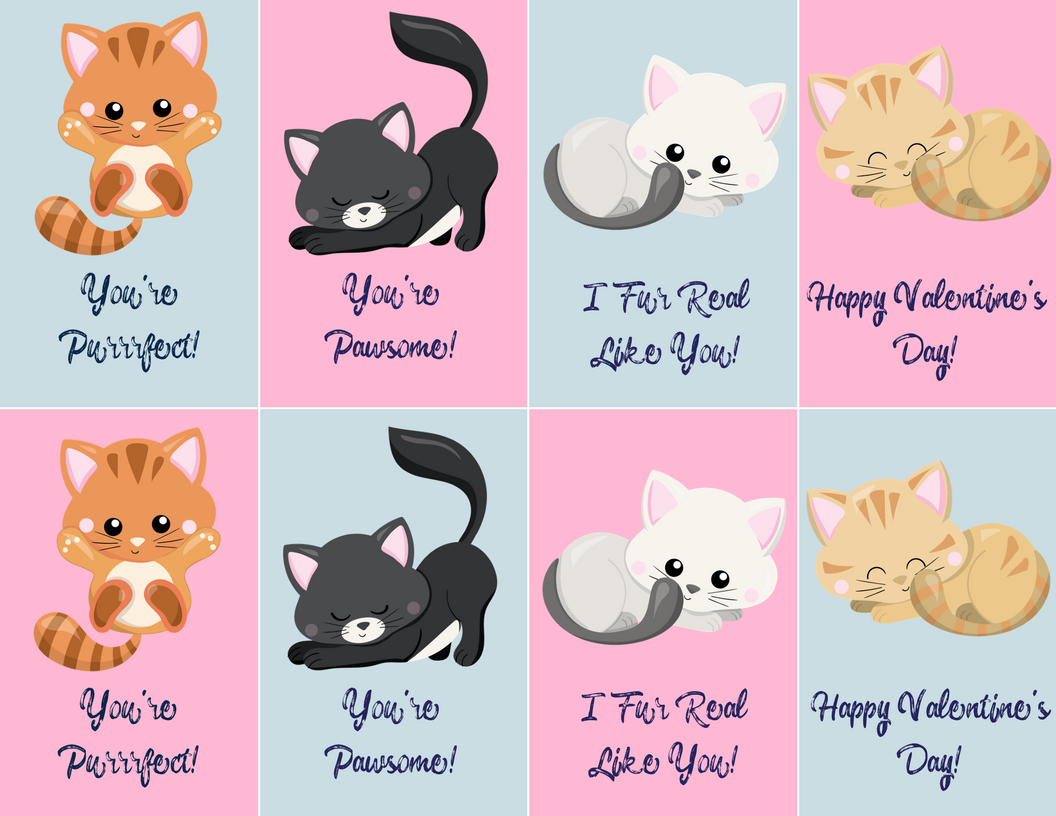 You're
Purrrfect!
You're
Pawsome!
I Fur Real
Like You!
Happy Valentine's
Day!
You're
Purrrfect!
You're
Pawsome!
I Fur Real
Like You!
Happy Valentine's
Day!